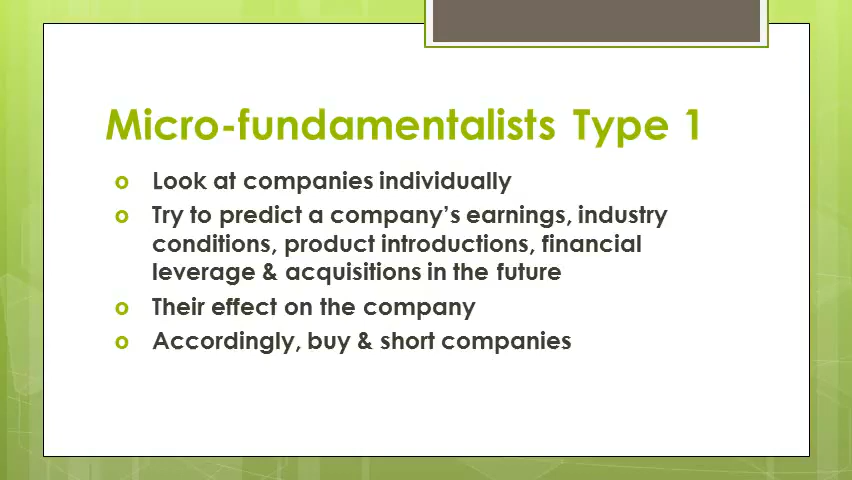 Micro-fundamentalists Type 1
o Look at companies individually
o Try to predict a company’s earnings, industry
conditions, product introductions, financial
leverage & acquisitions in the future
o Their effect on the company
o Accordingly, buy & short companies